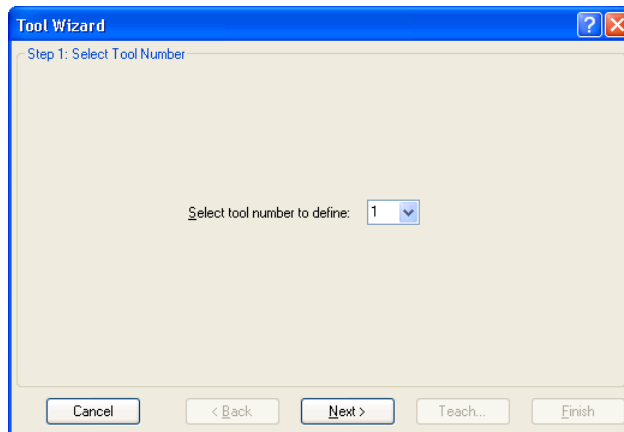 Tool Wizard
Step 1: Select Tool Number
Select tool number to define: 1
Cancel < Back Next > Teach... Finish